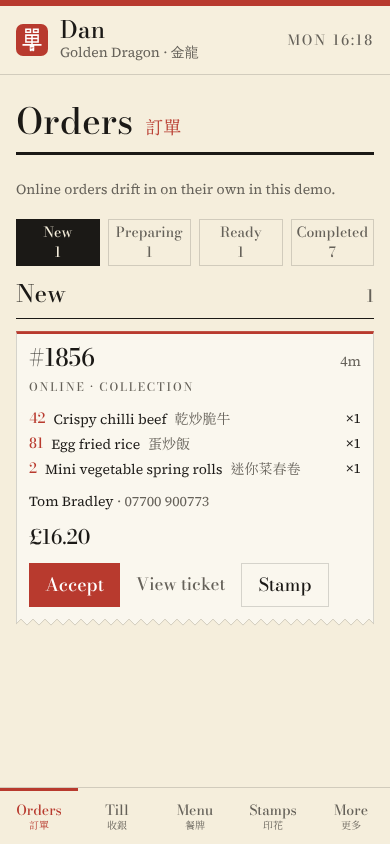 單
Dan
Golden Dragon · 金龍
MON 16:18
Orders 訂單
Online orders drift in on their own in this demo.
New
1
Preparing
1
Ready
1
Completed
7
New
1
#1856
4m
ONLINE · COLLECTION
42 Crispy chilli beef 乾炒脆牛 ×1
81 Egg fried rice 蛋炒飯 ×1
2 Mini vegetable spring rolls 迷你菜春卷 ×1
Tom Bradley · 07700 900773
£16.20
Accept
View ticket
Stamp
Orders
訂單
Till
收銀
Menu
餐牌
Stamps
印花
More
更多